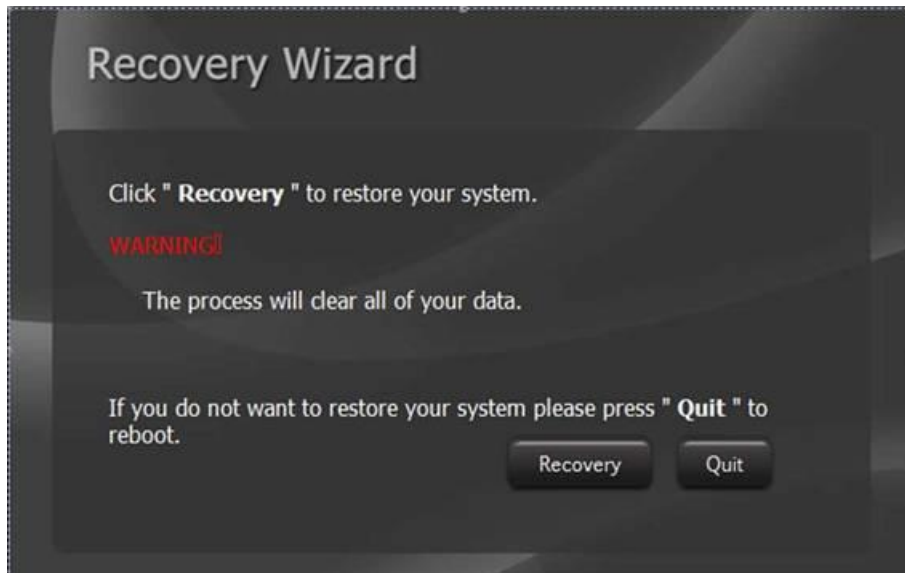 Recovery Wizard
Click " Recovery " to restore your system.
WARNING▯
The process will clear all of your data.
If you do not want to restore your system please press " Quit " to
reboot.
Recovery Quit